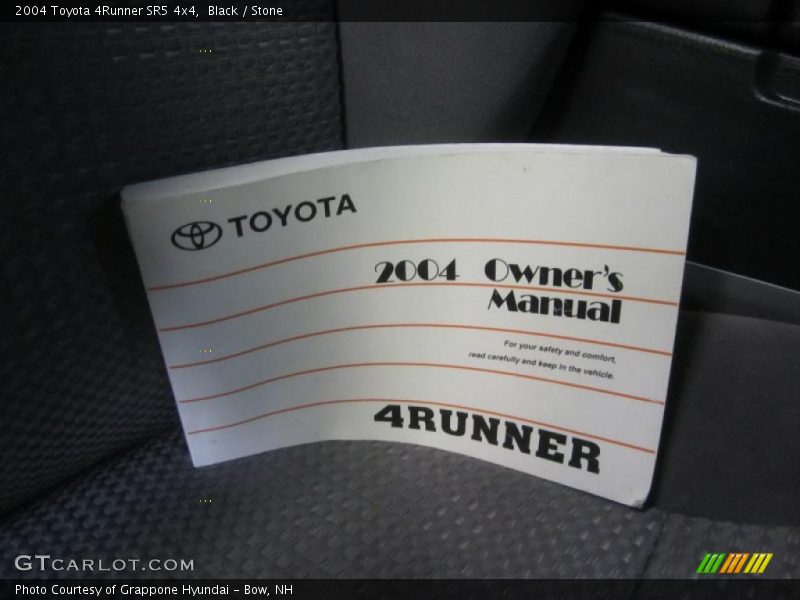 2004 Toyota 4Runner SR5 4x4,  Black / Stone
TOYOTA
2004 Owner's
Manual
For your safety and comfort,
read carefully and keep in the vehicle.
4RUNNER
GTCARLOT.COM
Photo Courtesy of Grappone Hyundai - Bow, NH